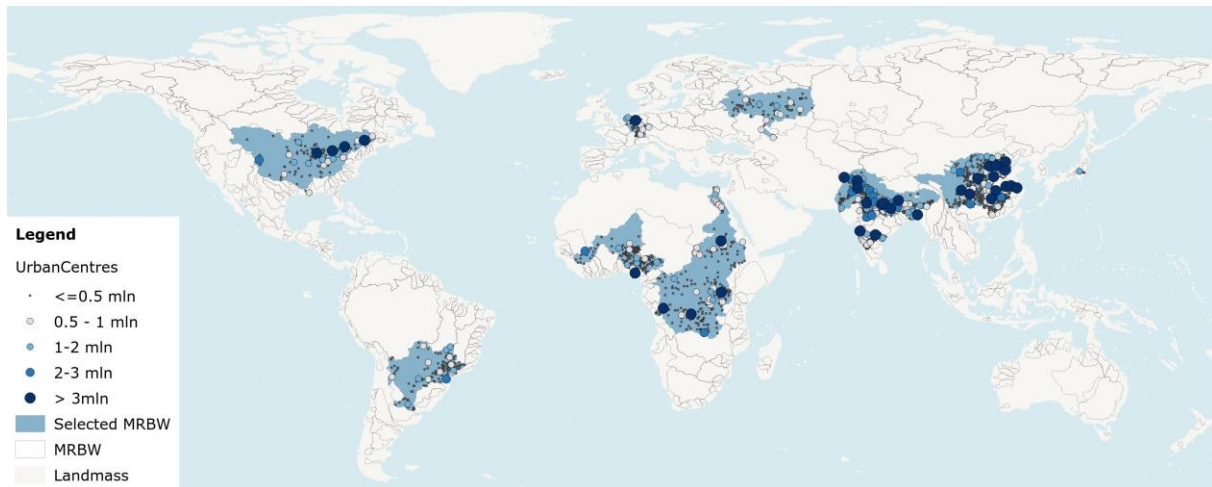 Legend
UrbanCentres
<=0.5 mln
0.5 - 1 mln
1-2 mln
2-3 mln
> 3mln
Selected MRBW
MRBW
Landmass